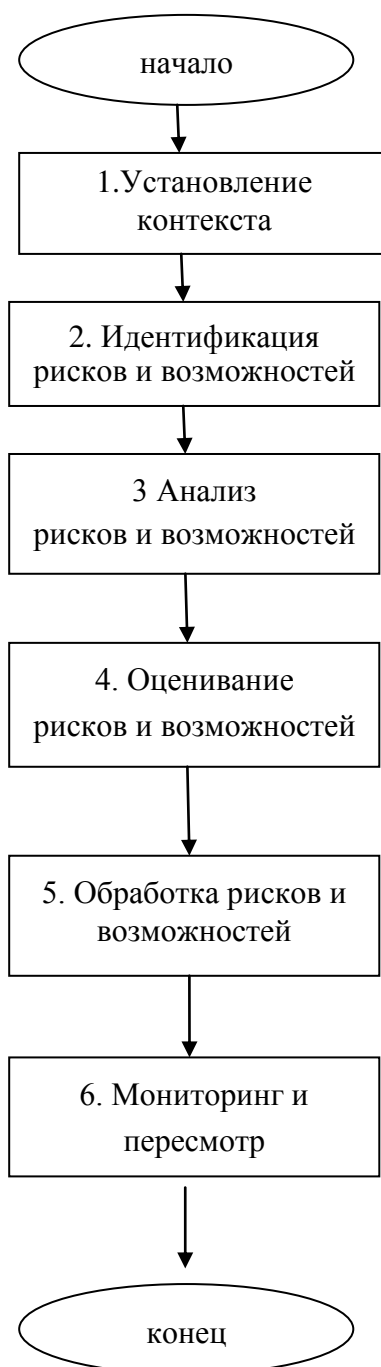 начало
1.Установление
контекста
2. Идентификация
рисков и возможностей
3 Анализ
рисков и возможностей
4. Оценивание
рисков и возможностей
5. Обработка рисков и
возможностей
6. Мониторинг и
пересмотр
конец